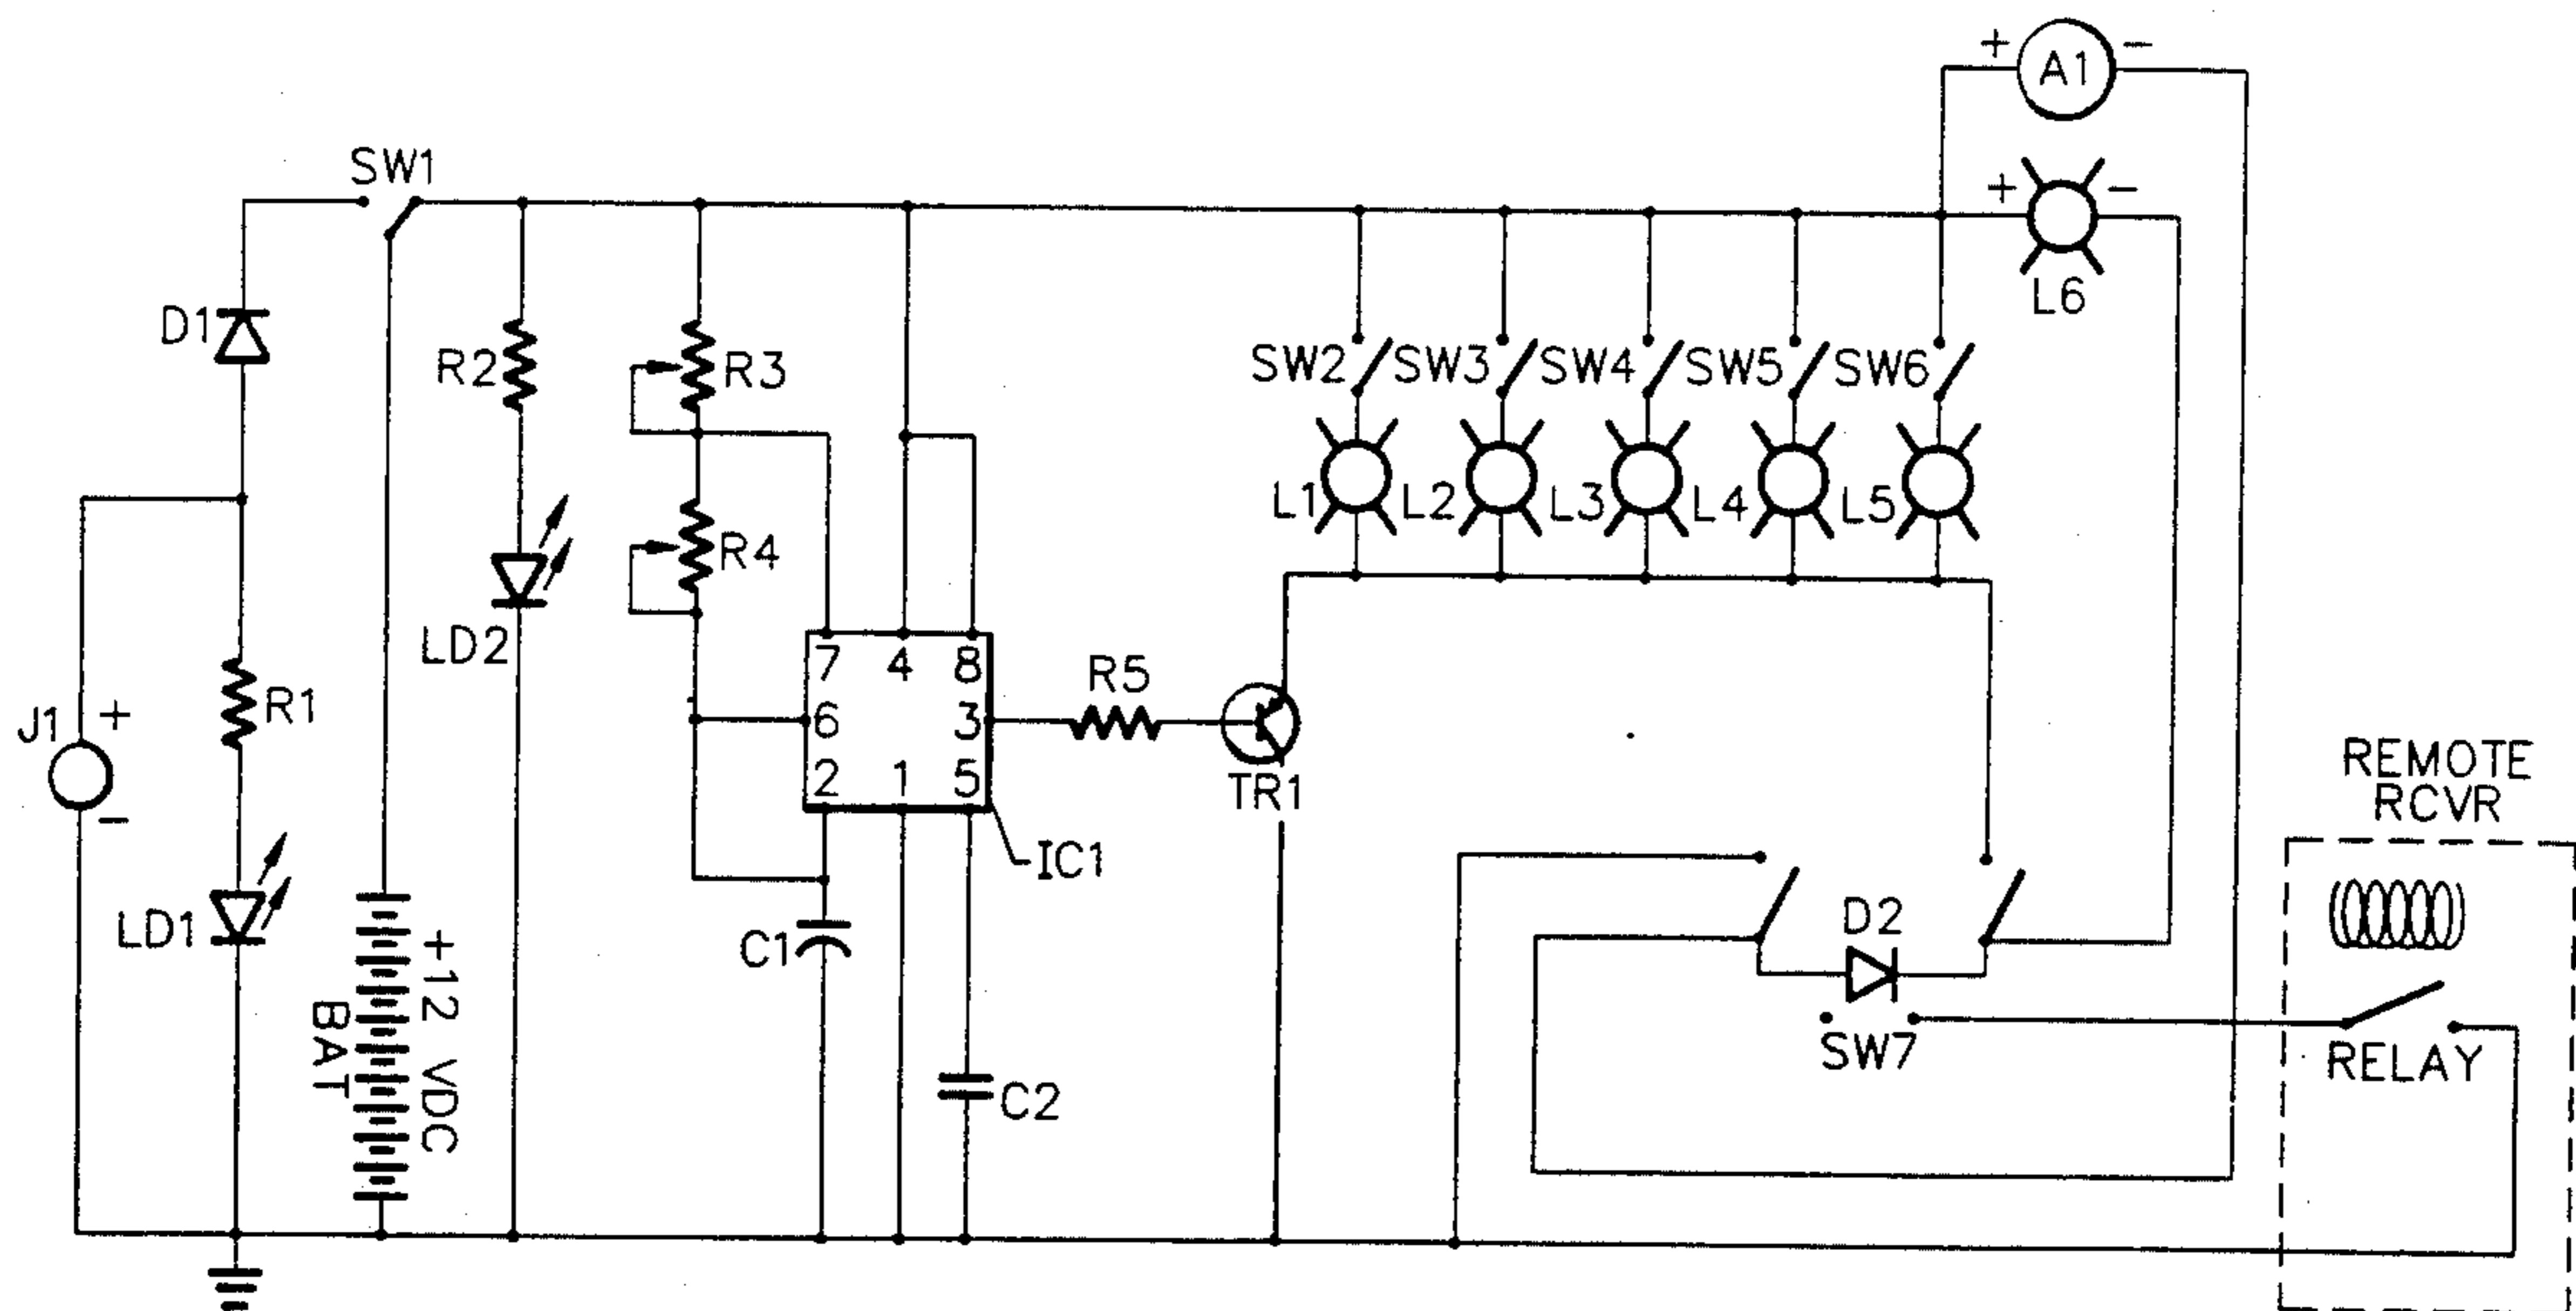 A1
+
-
SW1
+
-
L6
D1
R2
R3
SW2
SW3
SW4
SW5
SW6
L1
L2
L3
L4
L5
R4
LD2
7
4
8
R1
R5
J1
+
6
3
-
2
1
5
TR1
REMOTE
RCVR
IC1
LD1
C1
D2
+12 VDC
BAT
SW7
RELAY
C2